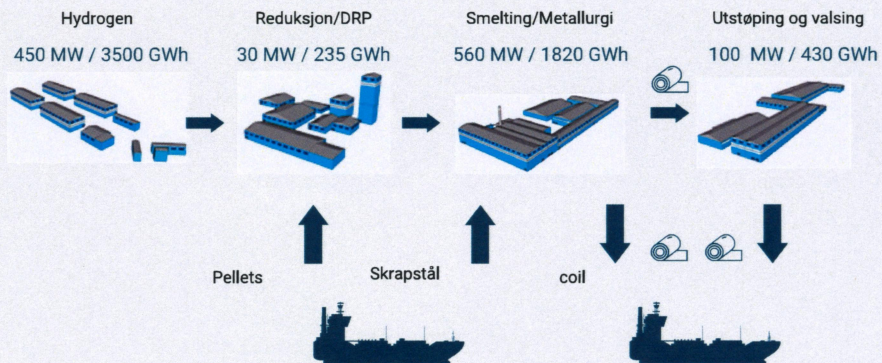 Hydrogen
450 MW / 3500 GWh
Reduksjon/DRP
30 MW / 235 GWh
Smelting/Metallurgi
560 MW / 1820 GWh
Utstøping og valsing
100 MW / 430 GWh
Pellets
Skrapstål
coil